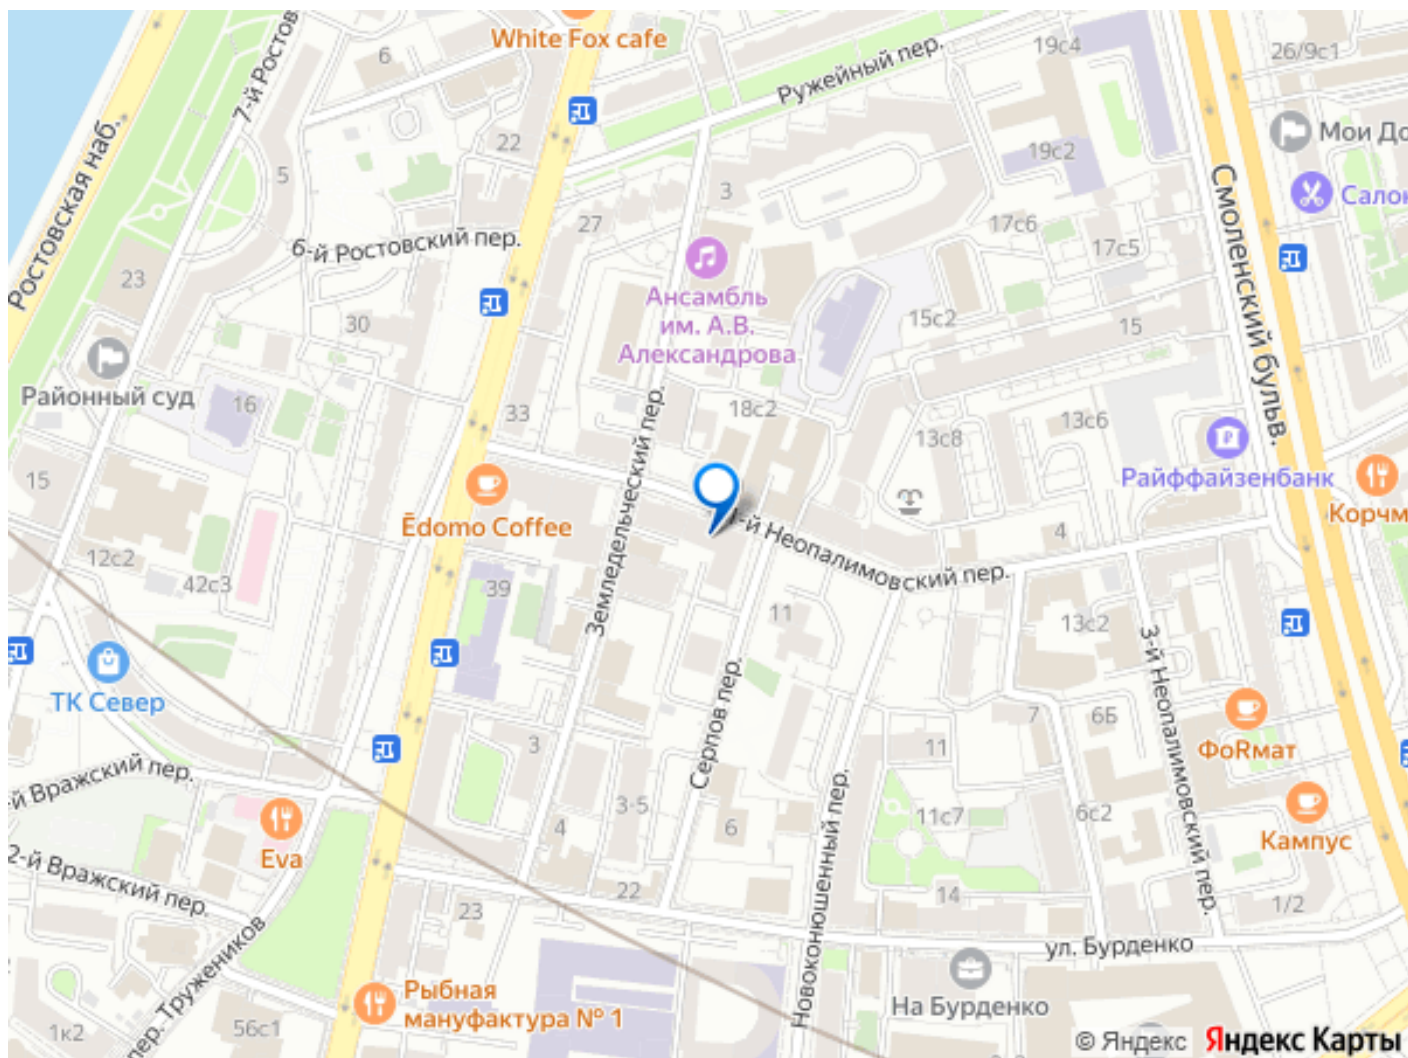 White Fox cafe
6
7-й Ростов
Ружейный пер.
19с4
26/9с1
Мои До
22
19с2
Ростовская наб.
5
3
Смоленский бульв.
Салон
27
17с6
17с5
6-й Ростовский пер.
23
Ансамбль
им. А.В.
Александрова
30
15с2
15
Районный суд
16
33
18с2
13с6
13с8
Земледельческий пер.
15
Райффайзенбанк
Корчм
Ēdomo Coffee
1-й Неопалимовский пер.
4
12с2
42с3
39
11
13с2
3-й Неопалимовский пер.
ТК Север
Серпов пер.
7
6Б
ФоRмат
3
11
-й Вражский пер.
Новоконюшенный пер.
3-5
4
6
11с7
6с2
Кампус
Eva
2-й Вражский пер.
22
14
1/2
23
пер. Тружеников
ул. Бурденко
Рыбная
мануфактура № 1
На Бурденко
1к2
56с1
© Яндекс Яндекс Карты